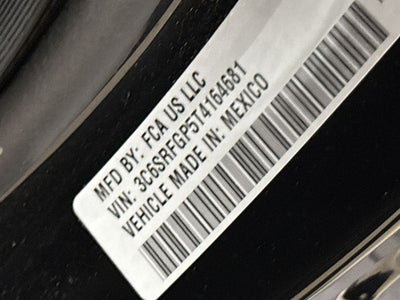 MFD BY: FCA US LLC
VIN: 3C6SRFGP5T4164681
VEHICLE MADE IN: MEXICO